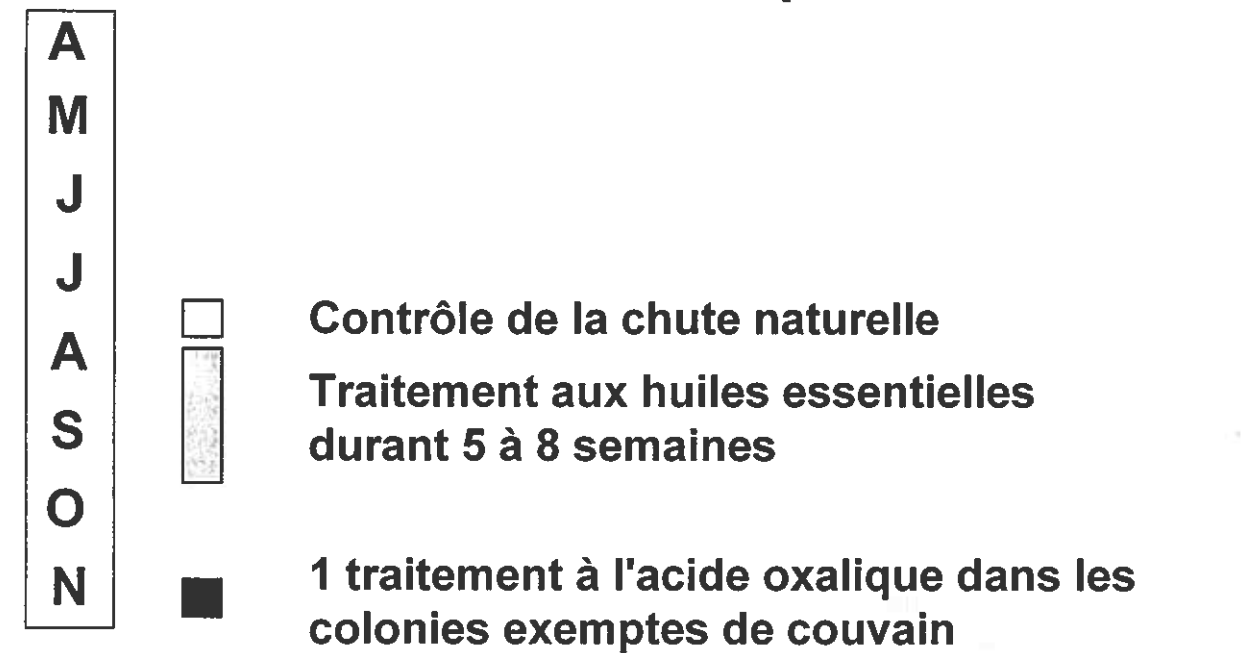 A
M
J
J
A
S
O
N
Contrôle de la chute naturelle
Traitement aux huiles essentielles
durant 5 à 8 semaines
1 traitement à l'acide oxalique dans les
colonies exemptes de couvain